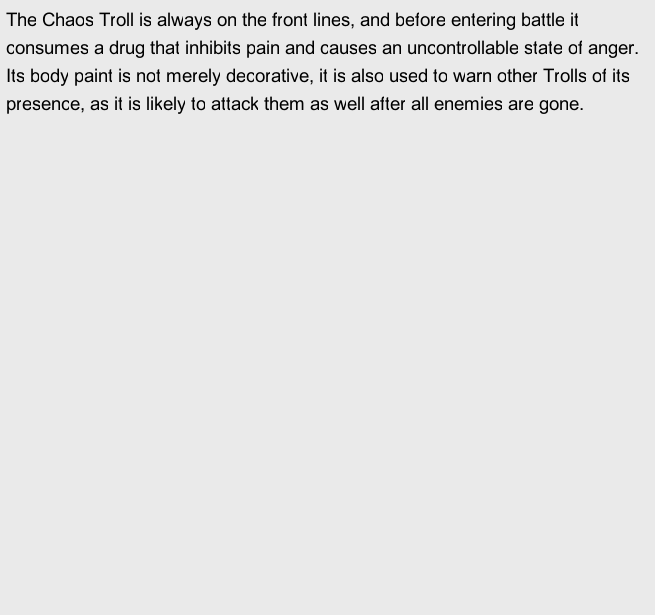 The Chaos Troll is always on the front lines, and before entering battle it
consumes a drug that inhibits pain and causes an uncontrollable state of anger.
Its body paint is not merely decorative, it is also used to warn other Trolls of its
presence, as it is likely to attack them as well after all enemies are gone.